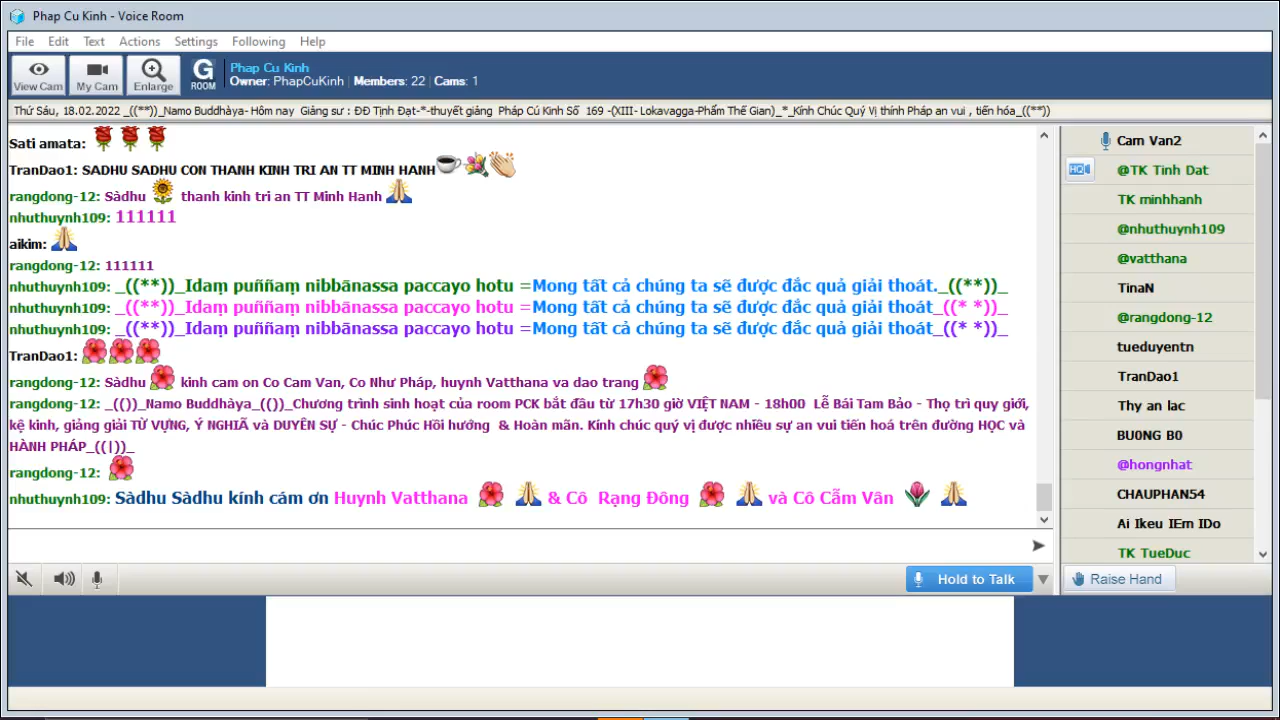 Phap Cu Kinh - Voice Room
File Edit Text Actions Settings Following Help
View Cam My Cam Enlarge G ROOM
Phap Cu Kinh
Owner: PhapCuKinh | Members: 22 | Cams: 1
Thứ Sáu, 18.02.2022 _((**))_Namo Buddhàya- Hôm nay Giảng sư : ĐĐ Tịnh Đạt-*-thuyết giảng Pháp Cú Kinh Số 169 -(XIII- Lokavagga-Phẩm Thế Gian)_*_Kính Chúc Quý Vị thính Pháp an vui , tiến hóa_((**))
Sati amata:
TranDao1: SADHU SADHU CON THANH KINH TRI AN TT MINH HANH
rangdong-12: Sàdhu thanh kinh tri an TT Minh Hanh
nhuthuynh109: 111111
aikim:
rangdong-12: 111111
nhuthuynh109: _((**))_Idaṃ puññaṃ nibbānassa paccayo hotu =Mong tất cả chúng ta sẽ được đắc quả giải thoát._((**))_
nhuthuynh109: _((**))_Idaṃ puññaṃ nibbānassa paccayo hotu =Mong tất cả chúng ta sẽ được đắc quả giải thoát_((* *))_
nhuthuynh109: _((**))_Idaṃ puññaṃ nibbānassa paccayo hotu =Mong tất cả chúng ta sẽ được đắc quả giải thoát_((* *))_
TranDao1:
rangdong-12: Sàdhu kinh cam on Co Cam Van, Co Như Pháp, huynh Vatthana va dao trang
rangdong-12: _(())_Namo Buddhàya_(())_Chương trình sinh hoạt của room PCK bắt đầu từ 17h30 giờ VIỆT NAM - 18h00 Lễ Bái Tam Bảo - Thọ trì quy giới,
kệ kinh, giảng giải TỪ VỰNG, Ý NGHĨA và DUYÊN SỰ - Chúc Phúc Hồi hướng & Hoàn mãn. Kính chúc quý vị được nhiều sự an vui tiến hoá trên đường HỌC và
HÀNH PHÁP_((|))_
rangdong-12:
nhuthuynh109: Sàdhu Sàdhu kính cám ơn Huynh Vatthana & Cô Rạng Đông và Cô Cẩm Vân
Hold to Talk
Cam Van2
HQ @TK Tinh Dat
TK minhhanh
@nhuthuynh109
@vatthana
TinaN
@rangdong-12
tueduyentn
TranDao1
Thy an lac
BU0NG B0
@hongnhat
CHAUPHAN54
Ai Ikeu IEm IDo
TK TueDuc
Raise Hand